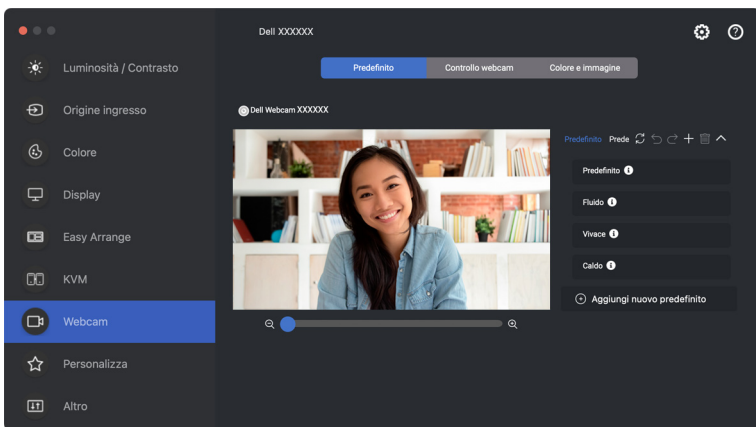 Dell XXXXXX
Luminosità / Contrasto
Origine ingresso
Colore
Display
Easy Arrange
KVM
Webcam
Personalizza
Altro
Predefinito
Controllo webcam
Colore e immagine
Dell Webcam XXXXXX
Predefinito Prede
Predefinito
Fluido
Vivace
Caldo
Aggiungi nuovo predefinito